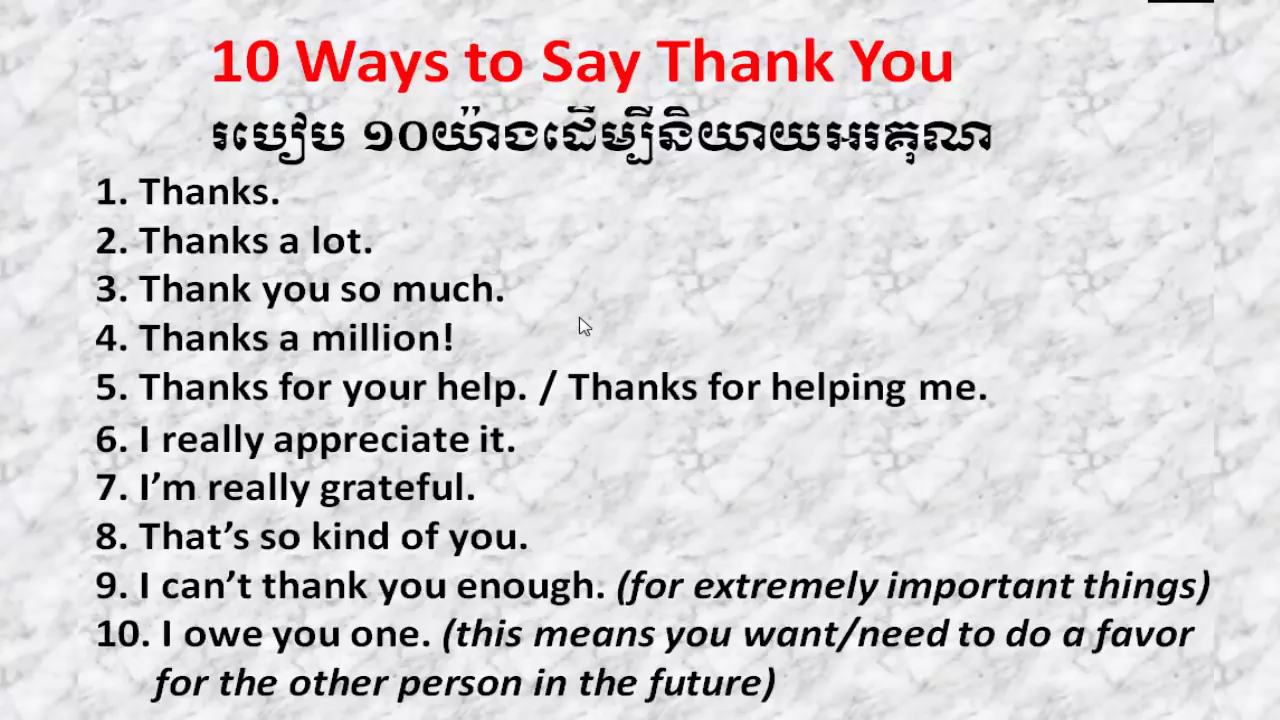 10 Ways to Say Thank You
របៀប ១០យ៉ាងដើម្បីនិយាយអរគុណ
1. Thanks.
2. Thanks a lot.
3. Thank you so much.
4. Thanks a million!
5. Thanks for your help. / Thanks for helping me.
6. I really appreciate it.
7. I’m really grateful.
8. That’s so kind of you.
9. I can’t thank you enough. (for extremely important things)
10. I owe you one. (this means you want/need to do a favor
for the other person in the future)